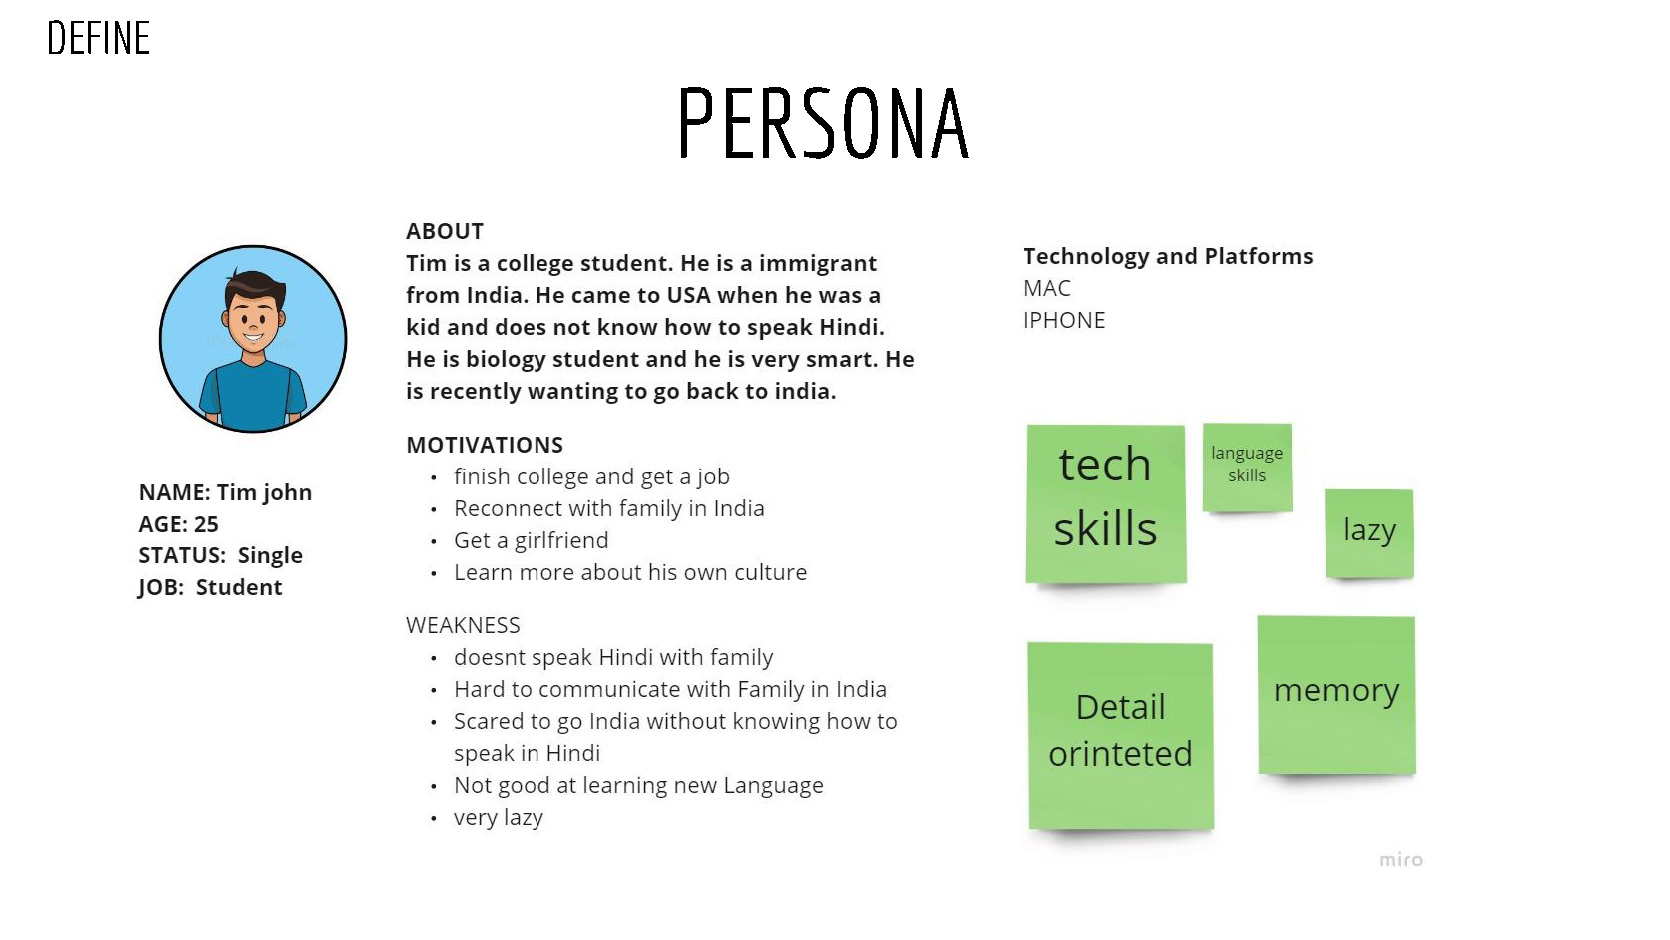 DEFINE
PERSONA
NAME: Tim john
AGE: 25
STATUS:  Single
JOB:  Student
ABOUT
Tim is a college student. He is a immigrant
from India. He came to USA when he was a
kid and does not know how to speak Hindi.
He is biology student and he is very smart. He
is recently wanting to go back to india.
MOTIVATIONS
• finish college and get a job
• Reconnect with family in India
• Get a girlfriend
• Learn more about his own culture
WEAKNESS
• doesnt speak Hindi with family
• Hard to communicate with Family in India
• Scared to go India without knowing how to
speak in Hindi
• Not good at learning new Language
• very lazy
Technology and Platforms
MAC
IPHONE
tech
skills
language
skills
lazy
Detail
orinteted
memory
miro